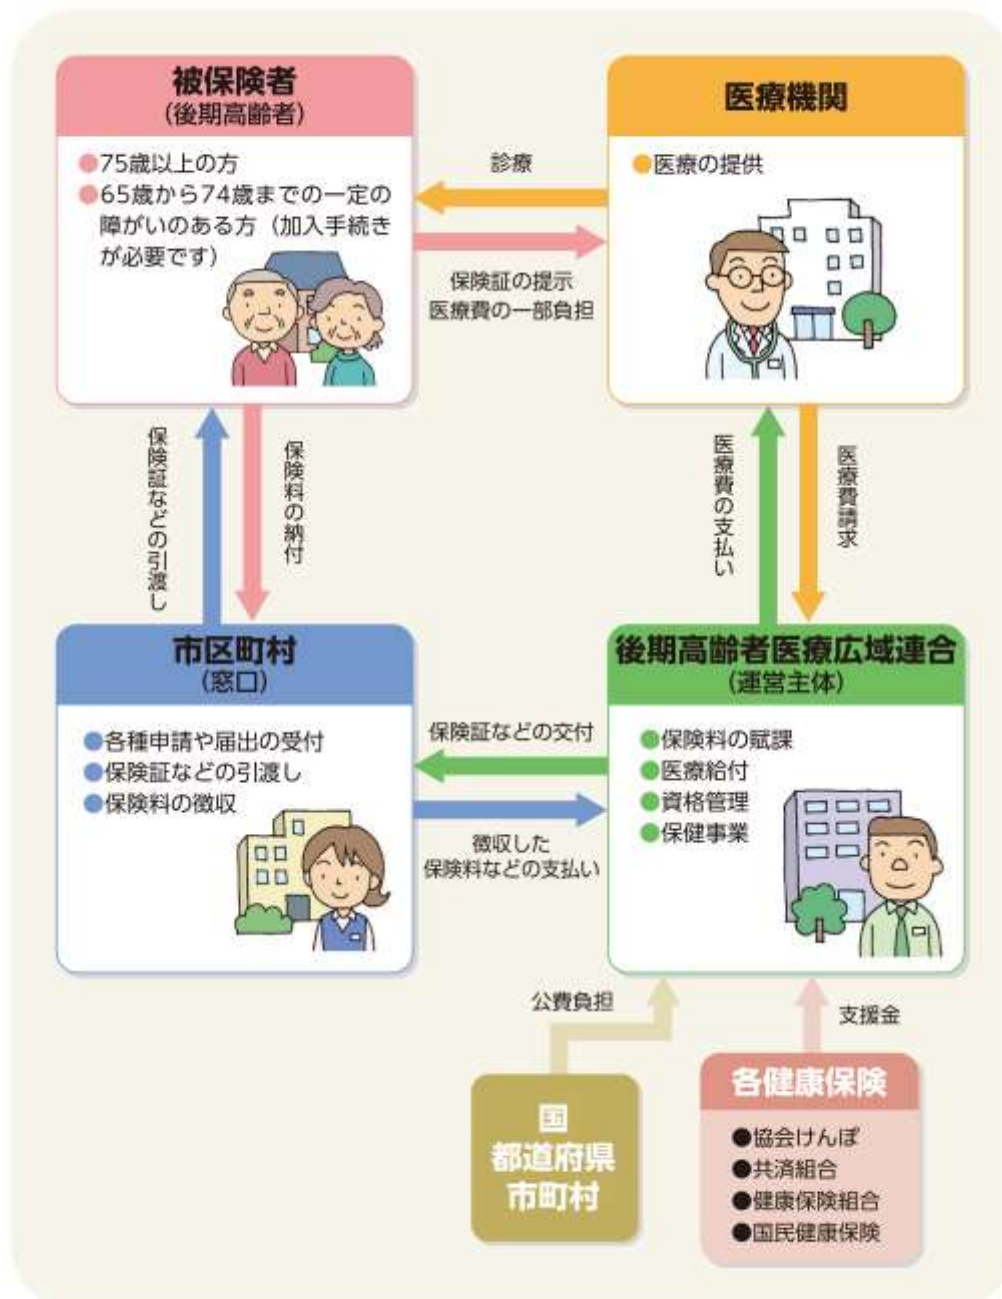 被保険者
(後期高齢者)
●75歳以上の方
●65歳から74歳までの一定の
障がいのある方（加入手続き
が必要です）
診療
保険証の提示
医療費の一部負担
医療機関
●医療の提供
保険証などの引渡し
保険料の納付
医療費の支払い
医療費請求
市区町村
(窓口)
●各種申請や届出の受付
●保険証などの引渡し
●保険料の徴収
保険証などの交付
徴収した
保険料などの支払い
後期高齢者医療広域連合
(運営主体)
●保険料の賦課
●医療給付
●資格管理
●保健事業
公費負担
支援金
国
都道府県
市町村
各健康保険
●協会けんぽ
●共済組合
●健康保険組合
●国民健康保険